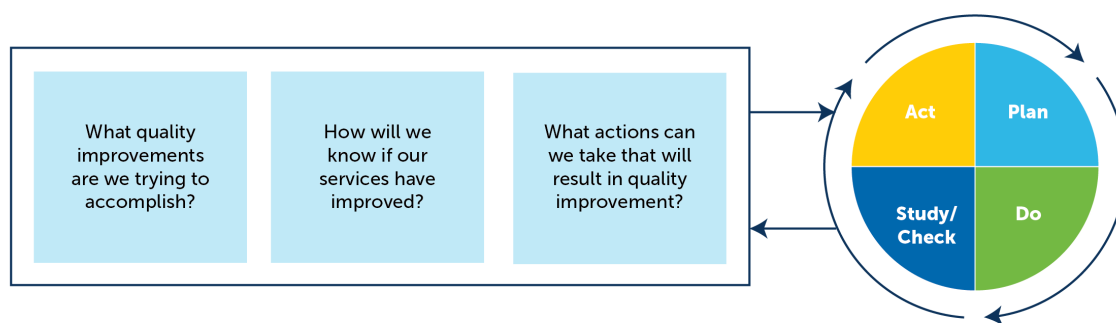 What quality
improvements
are we trying to
accomplish?
How will we
know if our
services have
improved?
What actions can
we take that will
result in quality
improvement?
Act
Plan
Study/
Check
Do